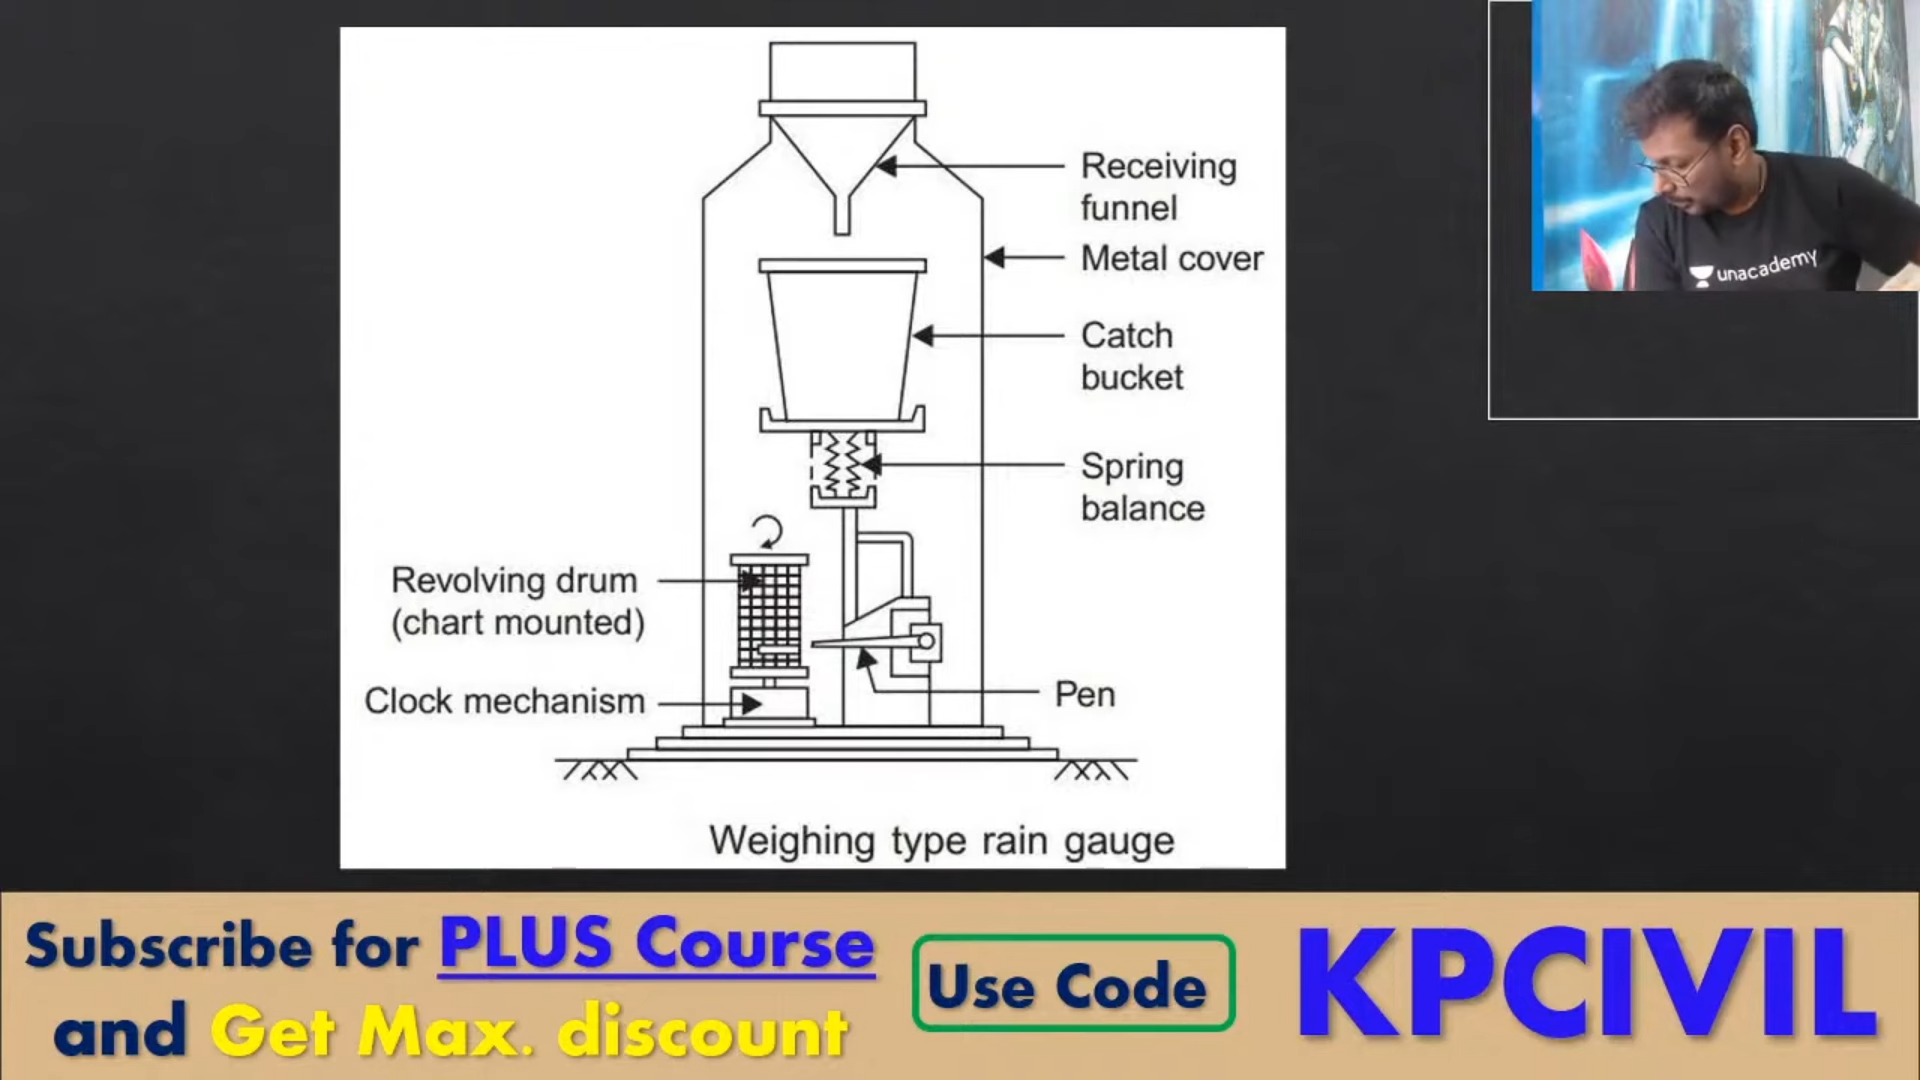 Receiving
funnel
Metal cover
Catch
bucket
Spring
balance
Revolving drum
(chart mounted)
Clock mechanism
Pen
Weighing type rain gauge
unacademy
Subscribe for PLUS Course
and Get Max. discount
Use Code
KPCIVIL